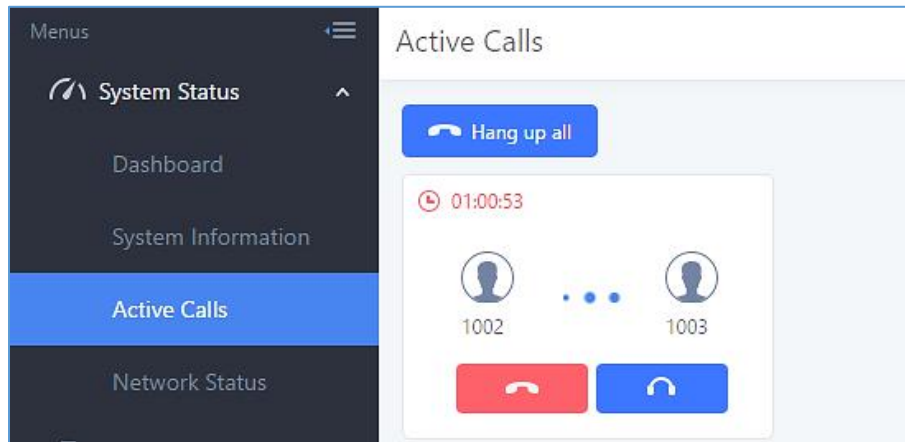 Menus
System Status
Dashboard
System Information
Active Calls
Network Status
Active Calls
Hang up all
01:00:53
1002
1003